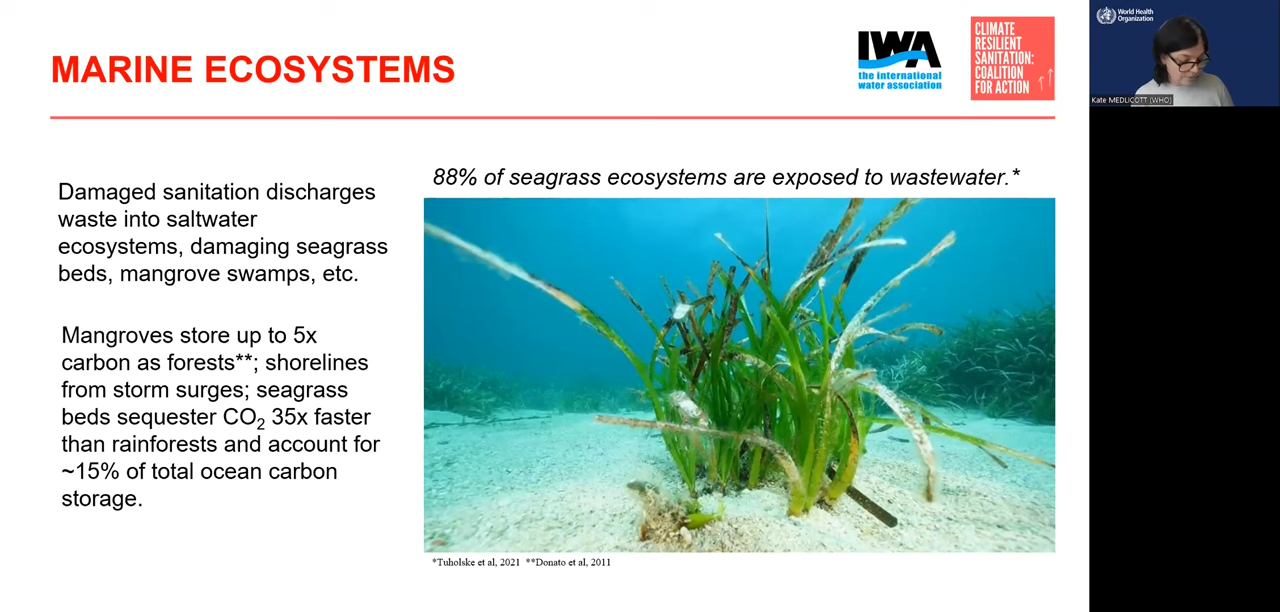 MARINE ECOSYSTEMS
IWA
the international
water association
CLIMATE
RESILIENT
SANITATION:
COALITION
FOR ACTION
World Health
Organization
Kate MEDLICOTT (WHO)
Damaged sanitation discharges
waste into saltwater
ecosystems, damaging seagrass
beds, mangrove swamps, etc.
Mangroves store up to 5x
carbon as forests**; shorelines
from storm surges; seagrass
beds sequester CO₂ 35x faster
than rainforests and account for
~15% of total ocean carbon
storage.
88% of seagrass ecosystems are exposed to wastewater.*
*Tuholske et al, 2021 **Donato et al, 2011